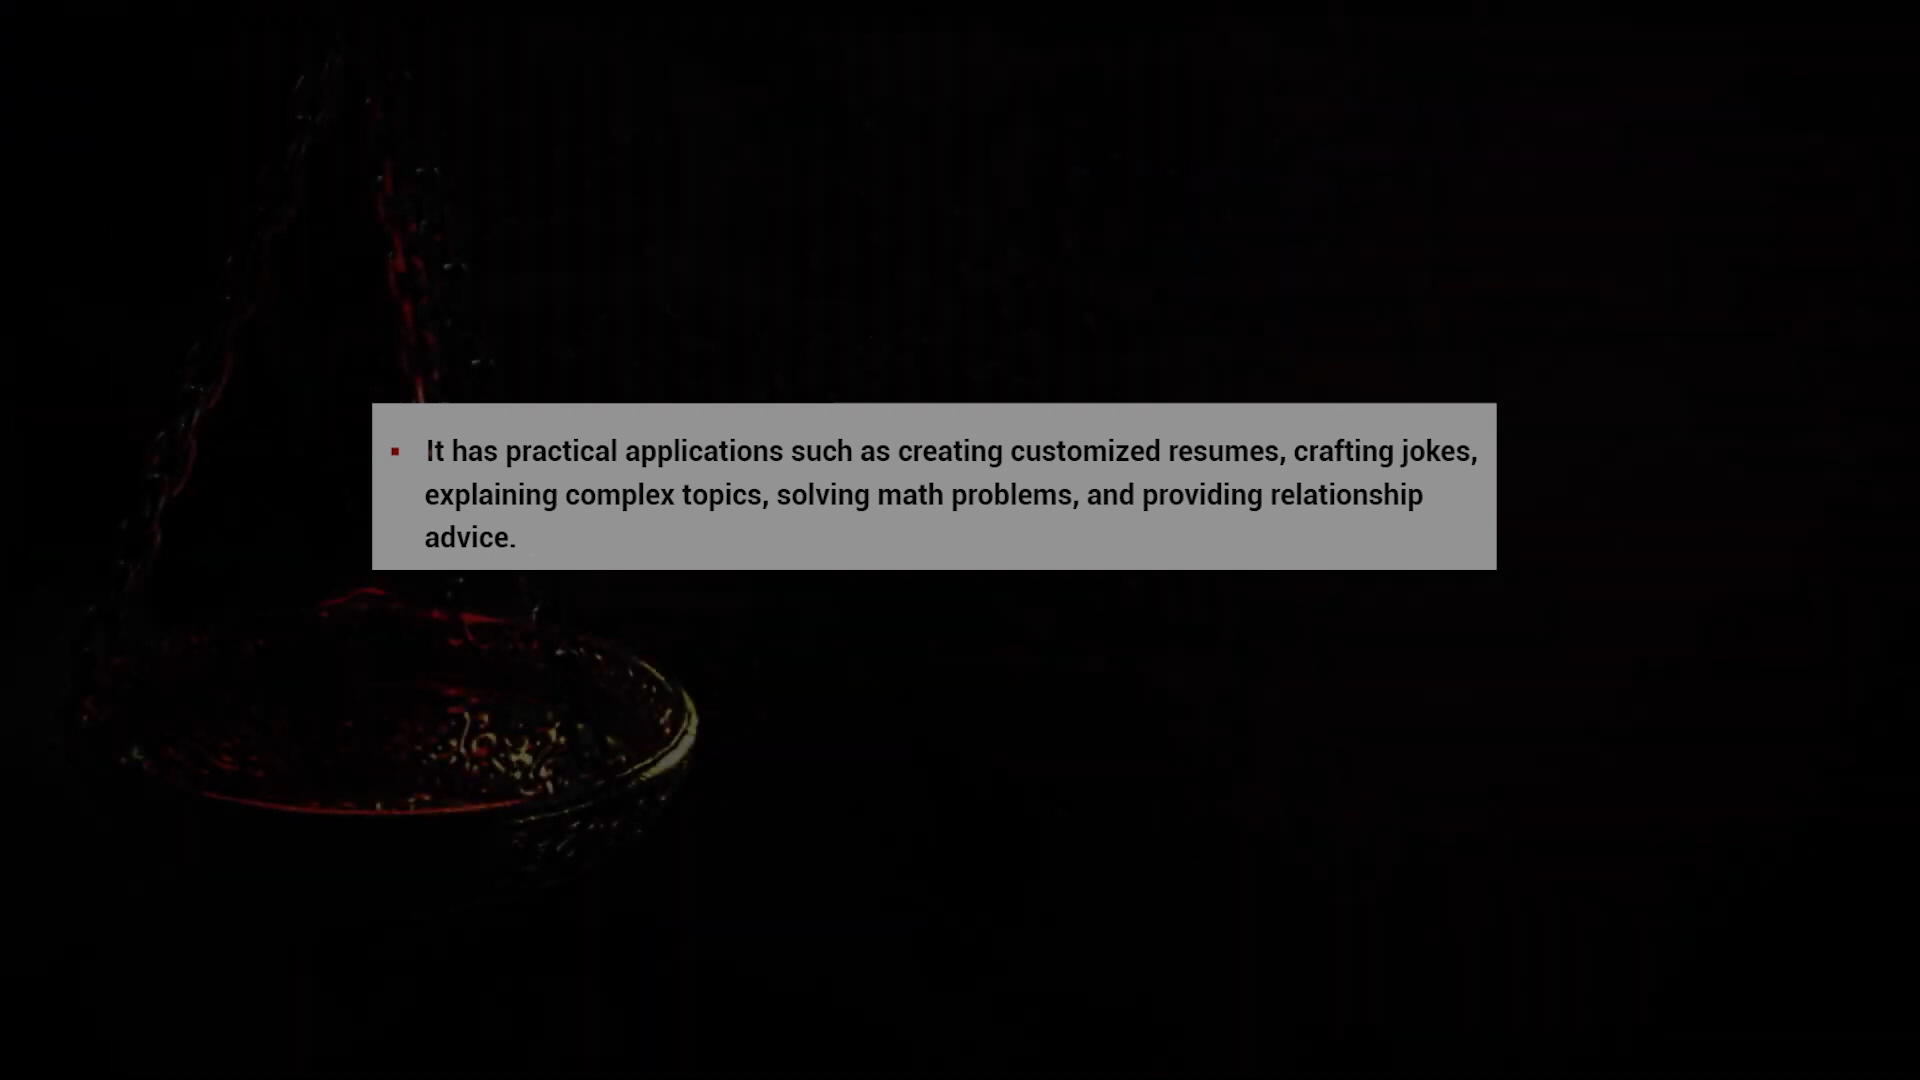 It has practical applications such as creating customized resumes, crafting jokes,
explaining complex topics, solving math problems, and providing relationship
advice.